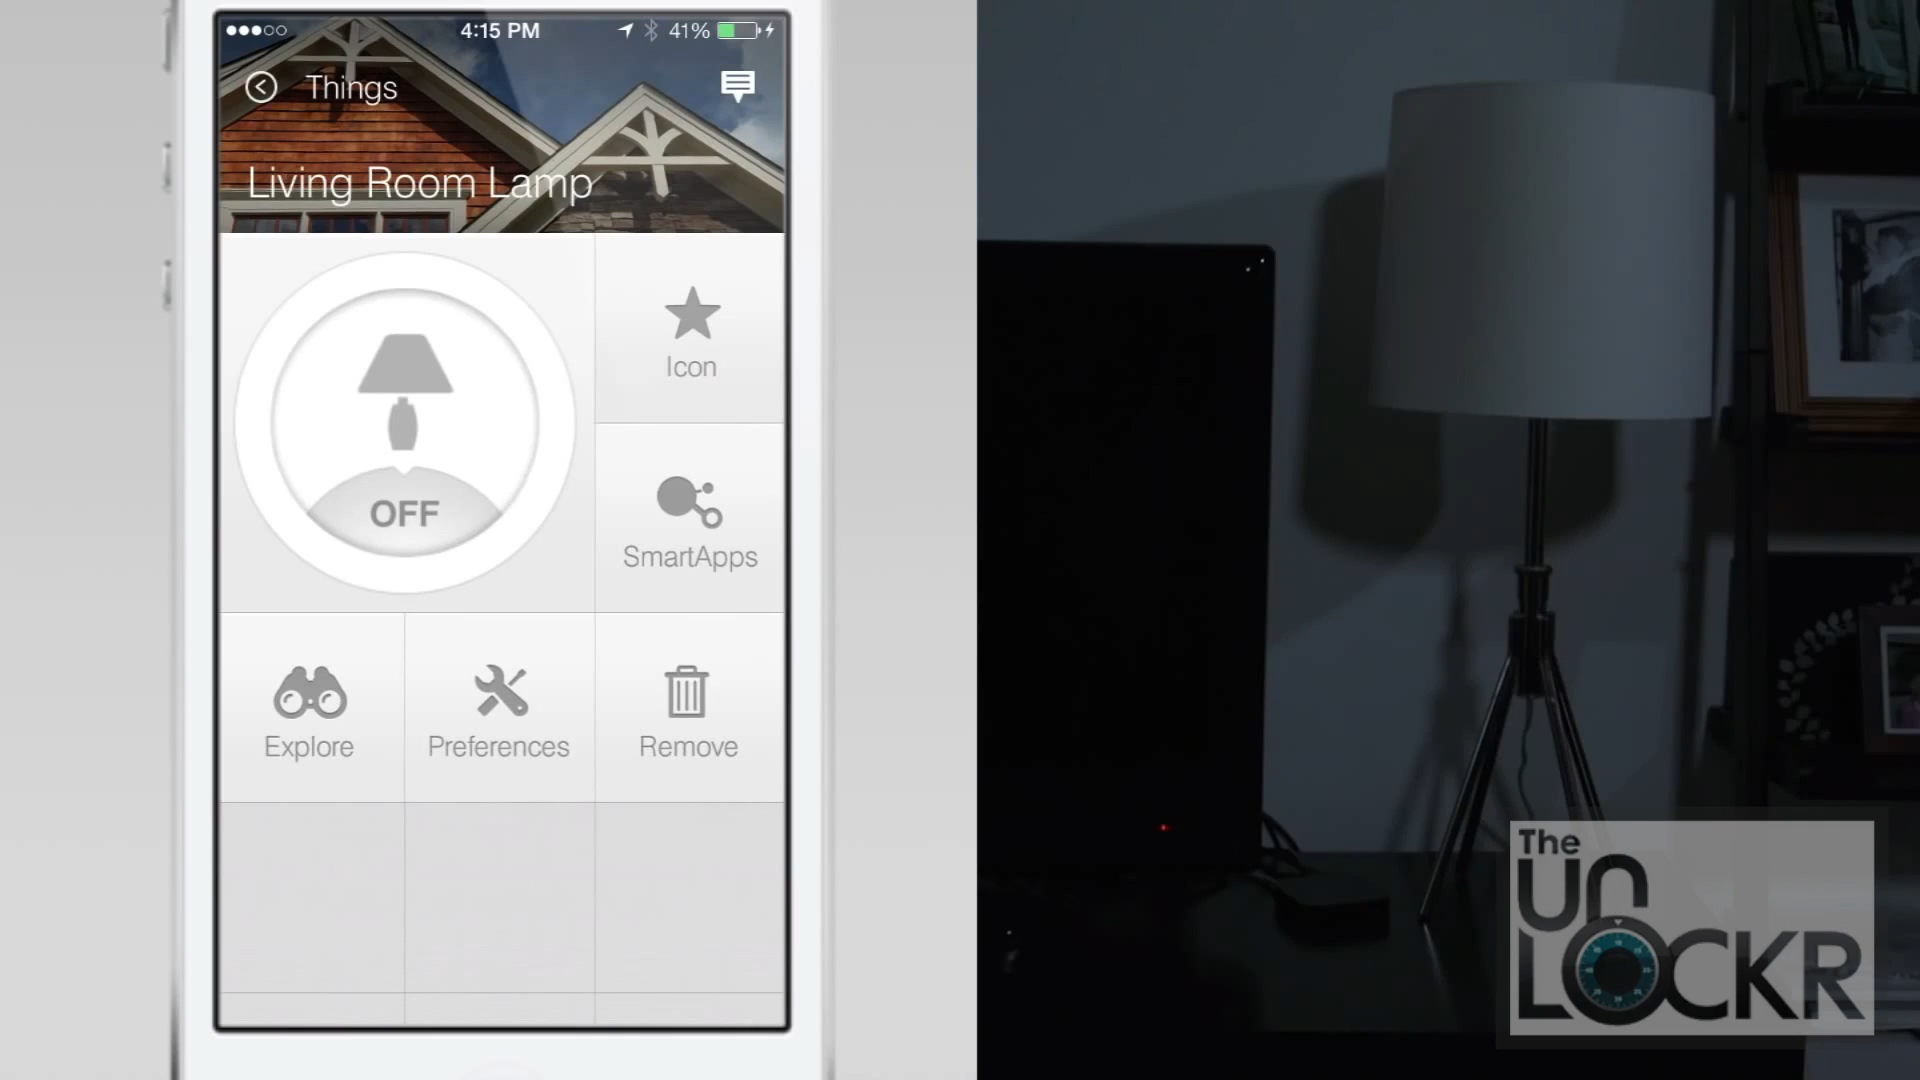 4:15 PM
41%
Things
Living Room Lamp
OFF
Icon
SmartApps
Explore
Preferences
Remove
The
UNLOCKR